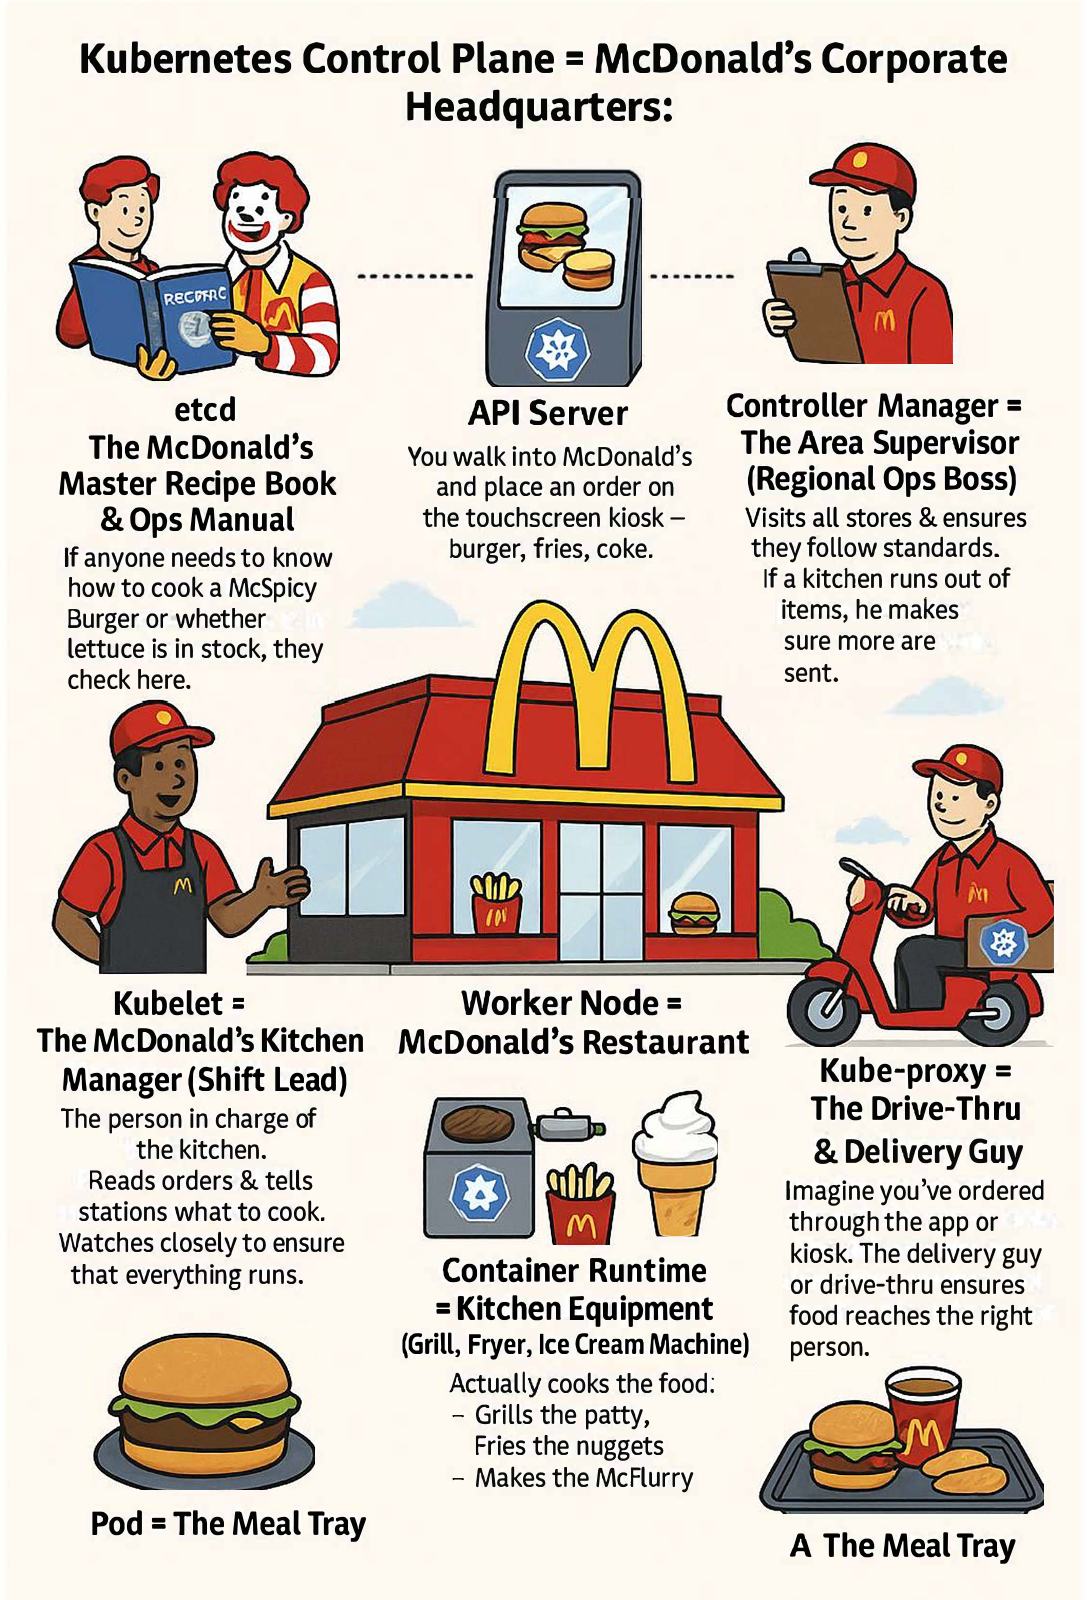 Kubernetes Control Plane = McDonald's Corporate
Headquarters:
etcd
The McDonald's
Master Recipe Book
& Ops Manual
If anyone needs to know
how to cook a McSpicy
Burger or whether
lettuce is in stock, they
check here.
API Server
You walk into McDonald's
and place an order on
the touchscreen kiosk –
burger, fries, coke.
Controller Manager =
The Area Supervisor
(Regional Ops Boss)
Visits all stores & ensures
they follow standards.
If a kitchen runs out of
items, he makes
sure more are
sent.
Kubelet =
The McDonald's Kitchen
Manager (Shift Lead)
The person in charge of
the kitchen.
Reads orders & tells
stations what to cook.
Watches closely to ensure
that everything runs.
Worker Node =
McDonald's Restaurant
Kube-proxy =
The Drive-Thru
& Delivery Guy
Imagine you've ordered
through the app or
kiosk. The delivery guy
or drive-thru ensures
food reaches the right
person.
Container Runtime
= Kitchen Equipment
(Grill, Fryer, Ice Cream Machine)
Actually cooks the food:
– Grills the patty,
Fries the nuggets
– Makes the McFlurry
Pod = The Meal Tray
A The Meal Tray